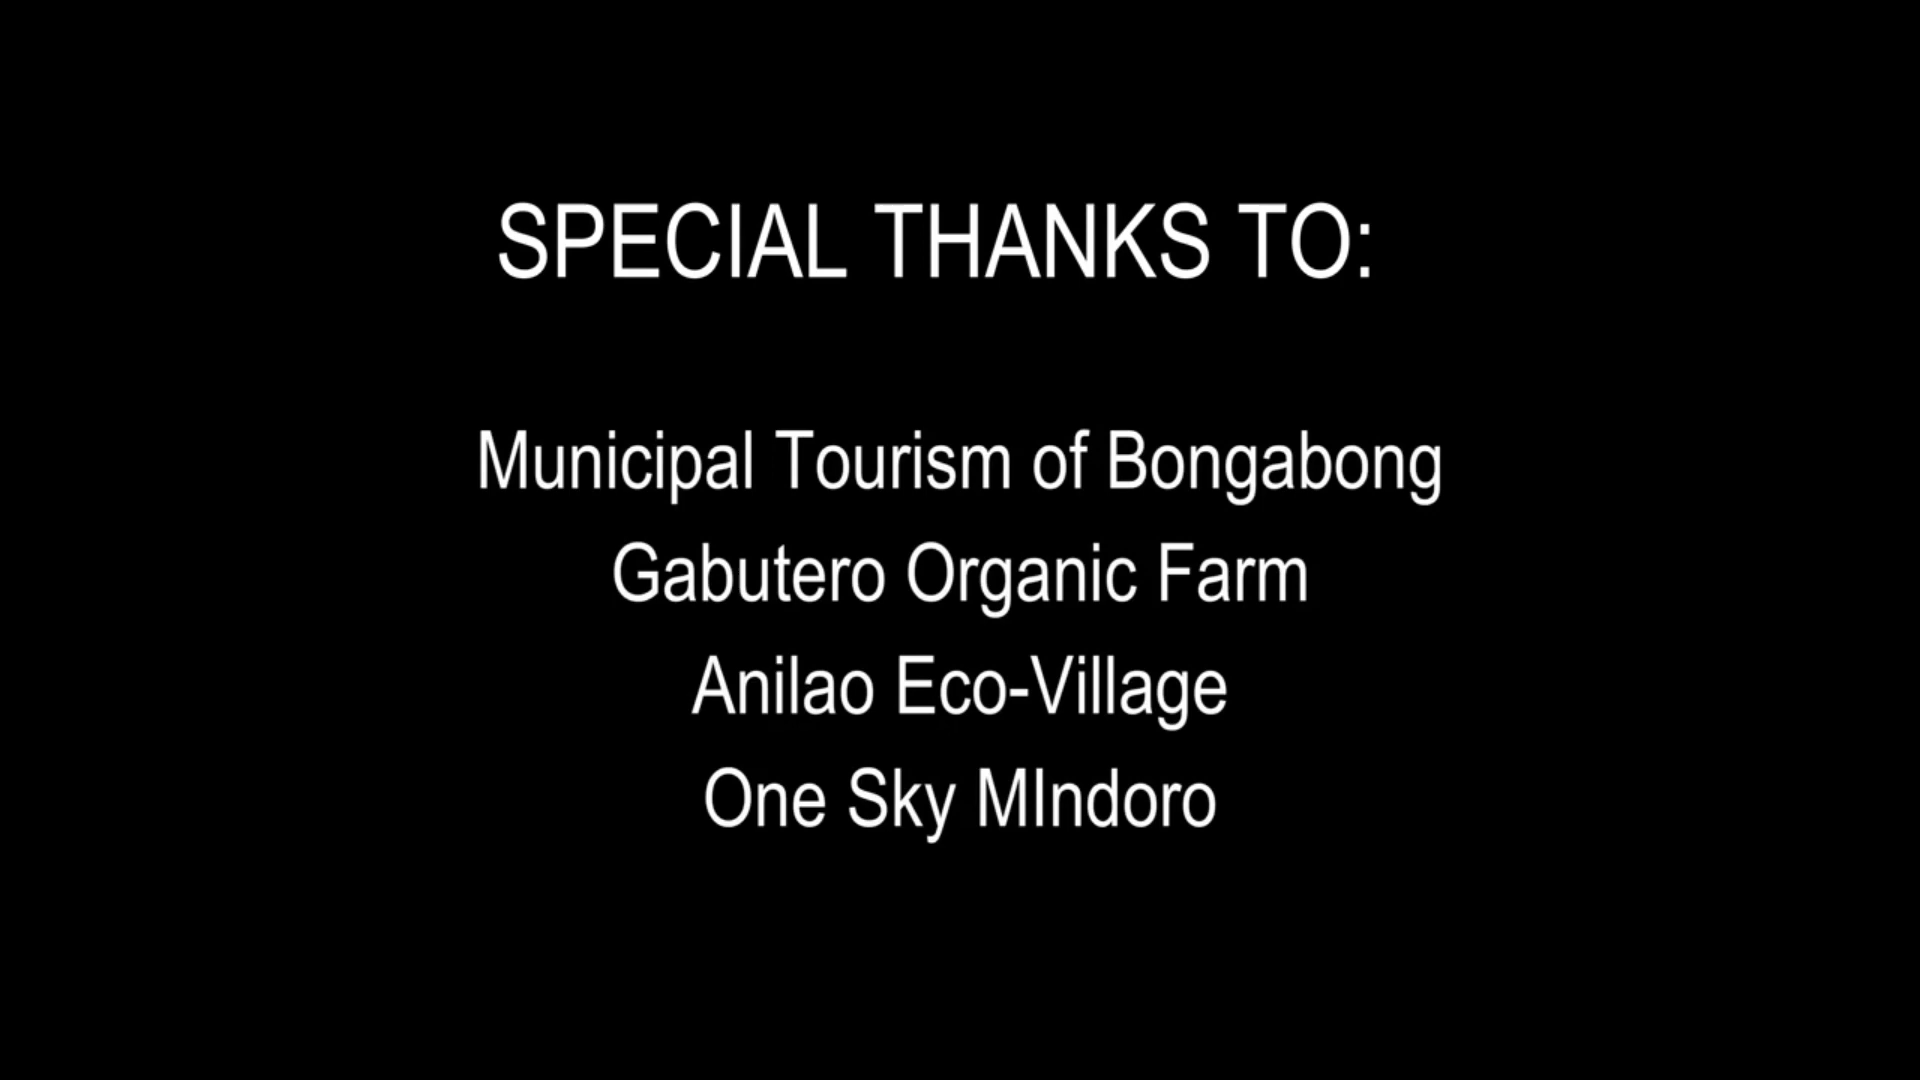 SPECIAL THANKS TO:
Municipal Tourism of Bongabong
Gabutero Organic Farm
Anilao Eco-Village
One Sky MIndoro